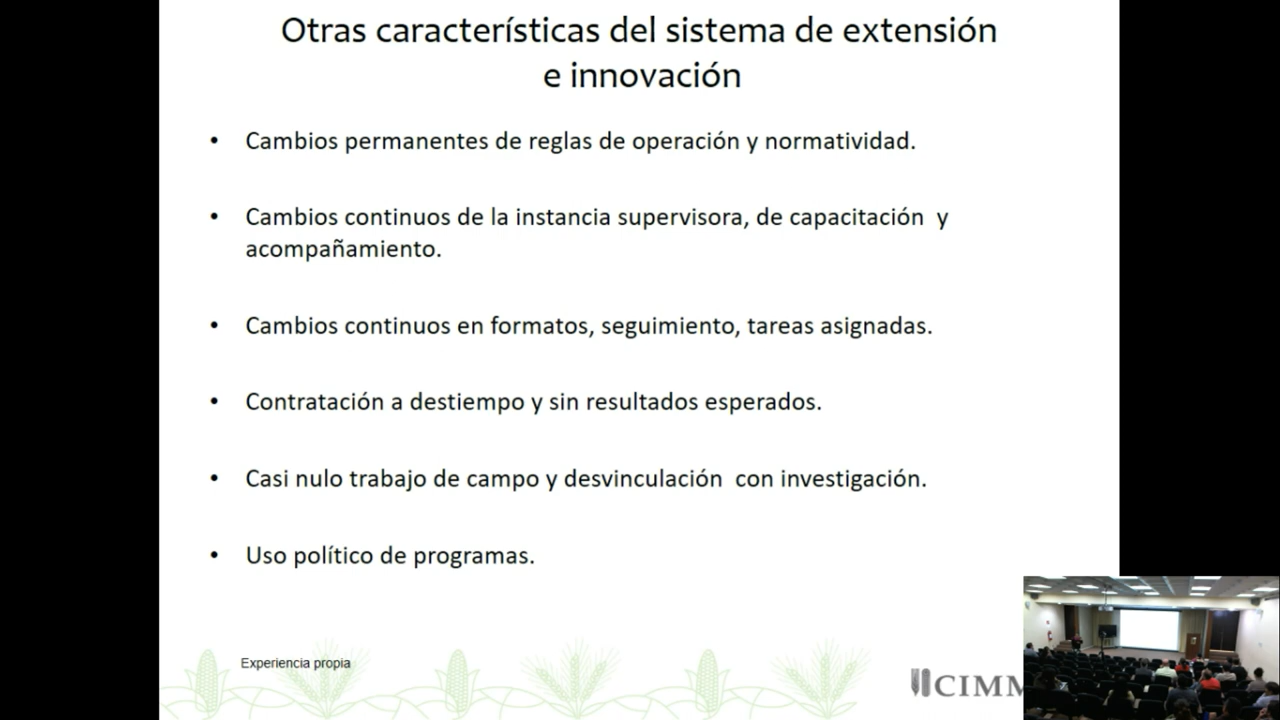 Otras características del sistema de extensión
e innovación
• Cambios permanentes de reglas de operación y normatividad.
• Cambios continuos de la instancia supervisora, de capacitación y
acompañamiento.
• Cambios continuos en formatos, seguimiento, tareas asignadas.
• Contratación a destiempo y sin resultados esperados.
• Casi nulo trabajo de campo y desvinculación con investigación.
• Uso político de programas.
Experiencia propia
CIMM